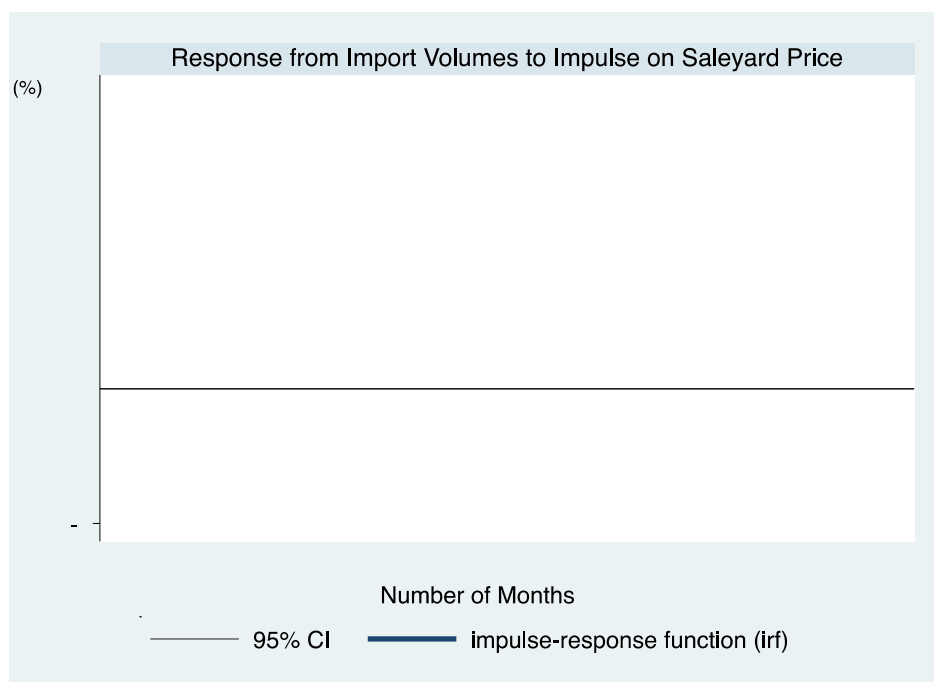 Response from Import Volumes to Impulse on Saleyard Price
(%)
-
Number of Months
95% CI
impulse-response function (irf)